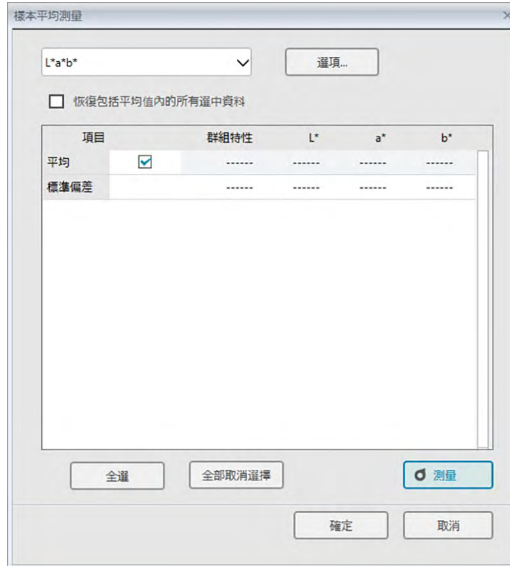 樣本平均測量
L*a*b*
選項...
恢復包括平均值內的所有選中資料
項目 群組特性 L* a* b*
平均 ------ ------ ------ ------
標準偏差 ------ ------ ------ ------
全選 全部取消選擇 測量
確定 取消